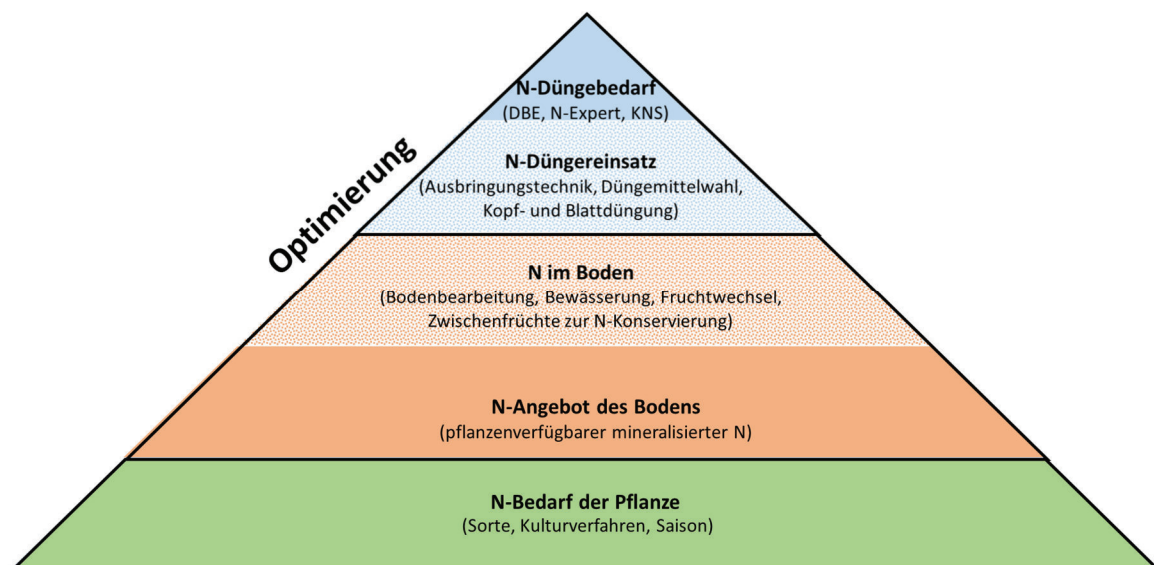 N-Düngebedarf
(DBE, N-Expert, KNS)
Optimierung
N-Düngereinsatz
(Ausbringungstechnik, Düngemittelwahl,
Kopf- und Blattdüngung)
N im Boden
(Bodenbearbeitung, Bewässerung, Fruchtwechsel,
Zwischenfrüchte zur N-Konservierung)
N-Angebot des Bodens
(pflanzenverfügbarer mineralisierter N)
N-Bedarf der Pflanze
(Sorte, Kulturverfahren, Saison)